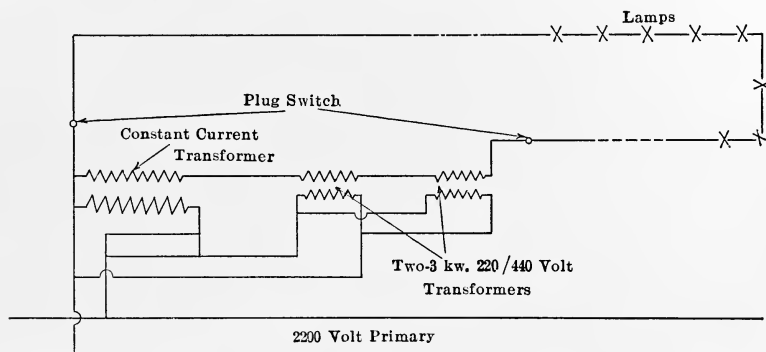 Lamps
Plug Switch
Constant Current
Transformer
Two-3 kw. 220/440 Volt
Transformers
2200 Volt Primary